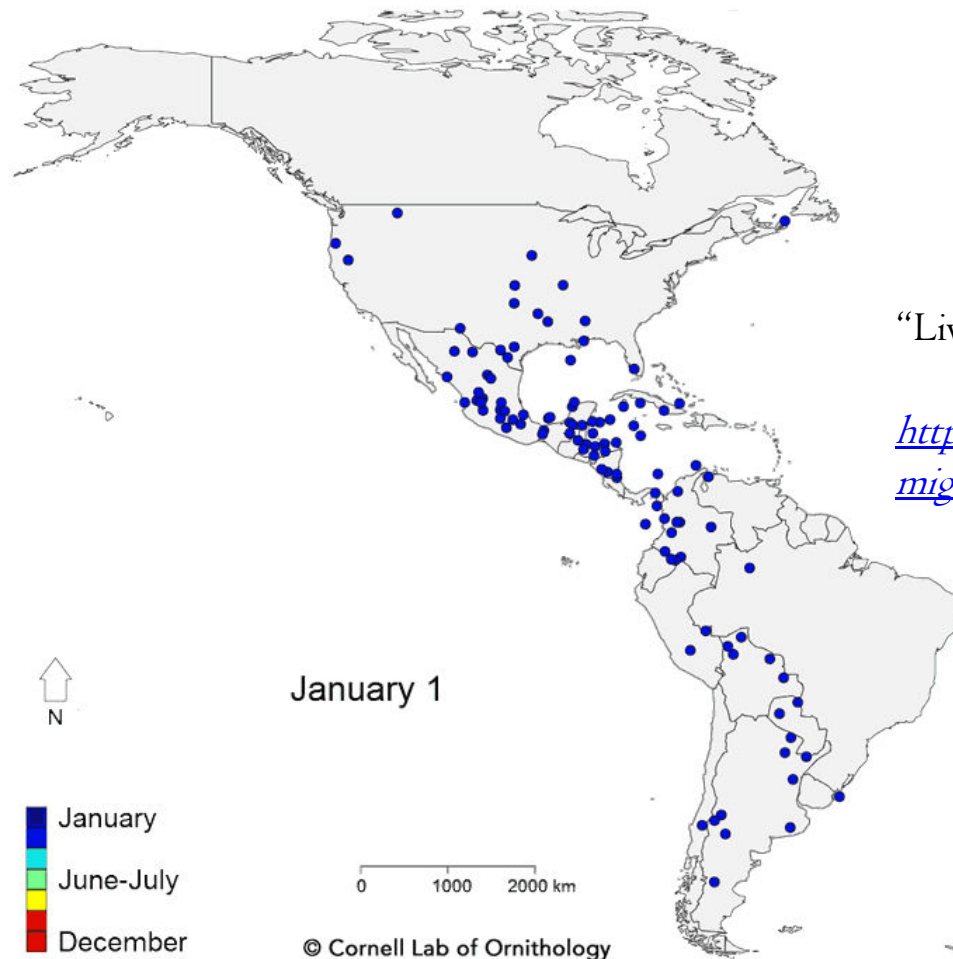 “Liv
http
mig
January 1
N
January
June-July
December
0 1000 2000 km
© Cornell Lab of Ornithology